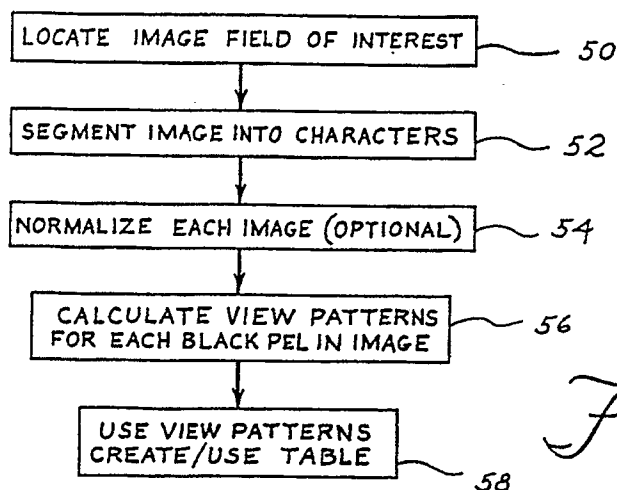 LOCATE IMAGE FIELD OF INTEREST 50
SEGMENT IMAGE INTO CHARACTERS 52
NORMALIZE EACH IMAGE (OPTIONAL) 54
CALCULATE VIEW PATTERNS
FOR EACH BLACK PEL IN IMAGE 56
USE VIEW PATTERNS
CREATE/USE TABLE 58
F